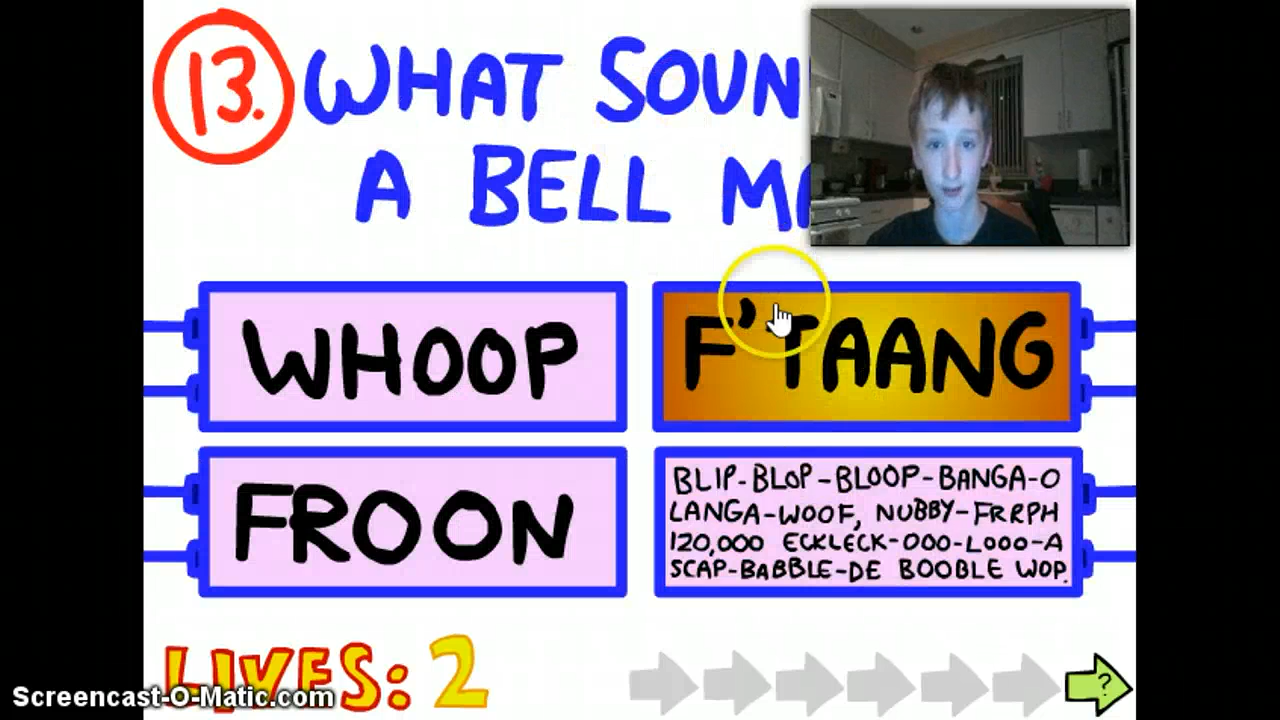 13. WHAT SOUN
A BELL MA
WHOOP
F'TAANG
FROON
BLIP-BLOP-BLOOP-BANGA-O
LANGA-WOOF, NUBBY-FRRPH
120,000 ECKLECK-OOO-LOOO-A
SCAP-BABBLE-DE BOOBLE WOP.
LIVES: 2
?
Screencast-O-Matic.com